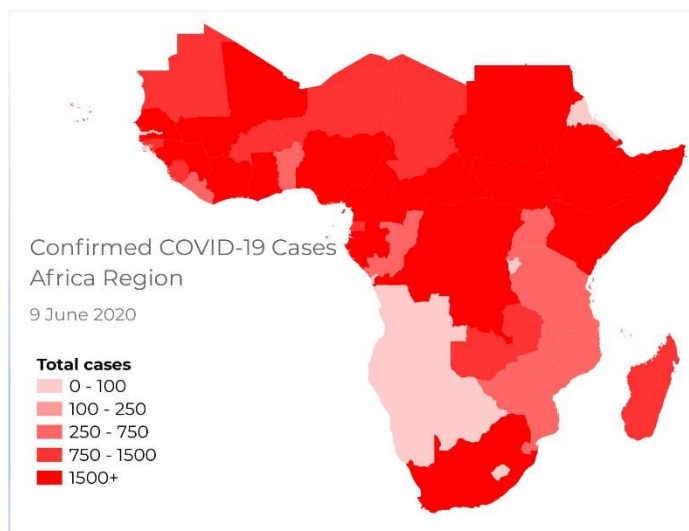 Confirmed COVID-19 Cases
Africa Region
9 June 2020
Total cases
0 - 100
100 - 250
250 - 750
750 - 1500
1500+